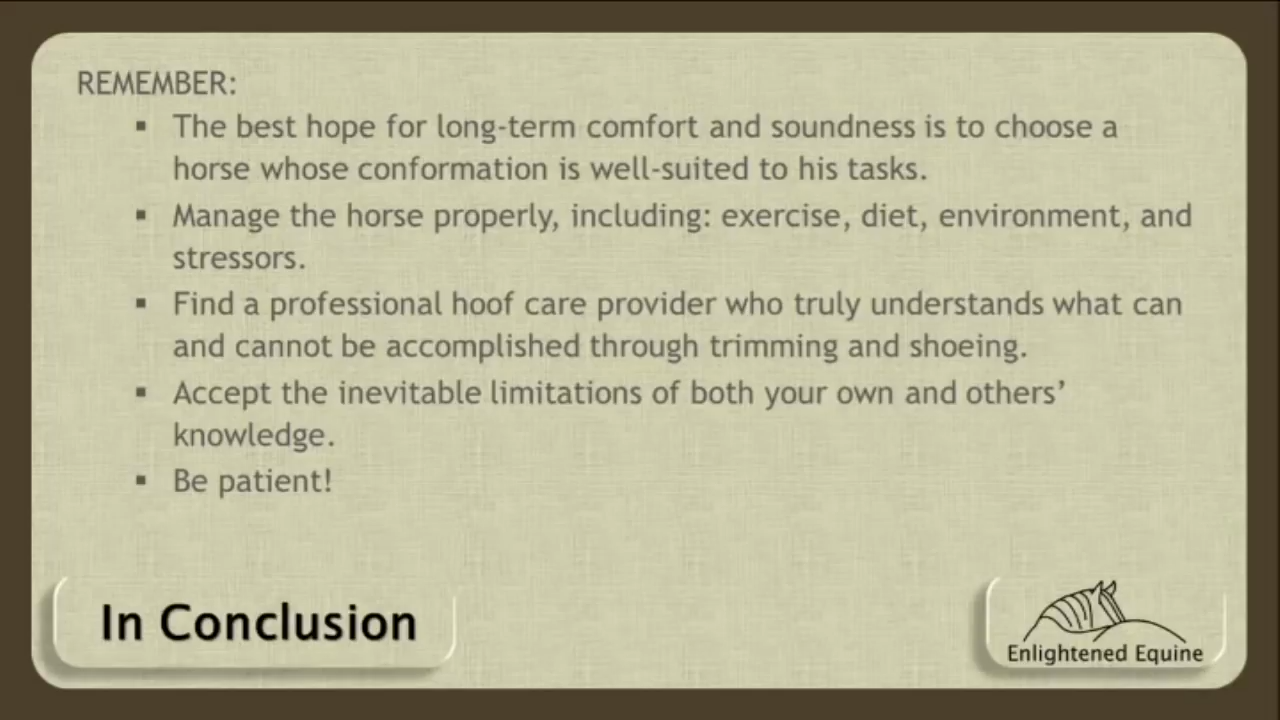 REMEMBER:
▪ The best hope for long-term comfort and soundness is to choose a
horse whose conformation is well-suited to his tasks.
▪ Manage the horse properly, including: exercise, diet, environment, and
stressors.
▪ Find a professional hoof care provider who truly understands what can
and cannot be accomplished through trimming and shoeing.
▪ Accept the inevitable limitations of both your own and others’
knowledge.
▪ Be patient!
In Conclusion
Enlightened Equine